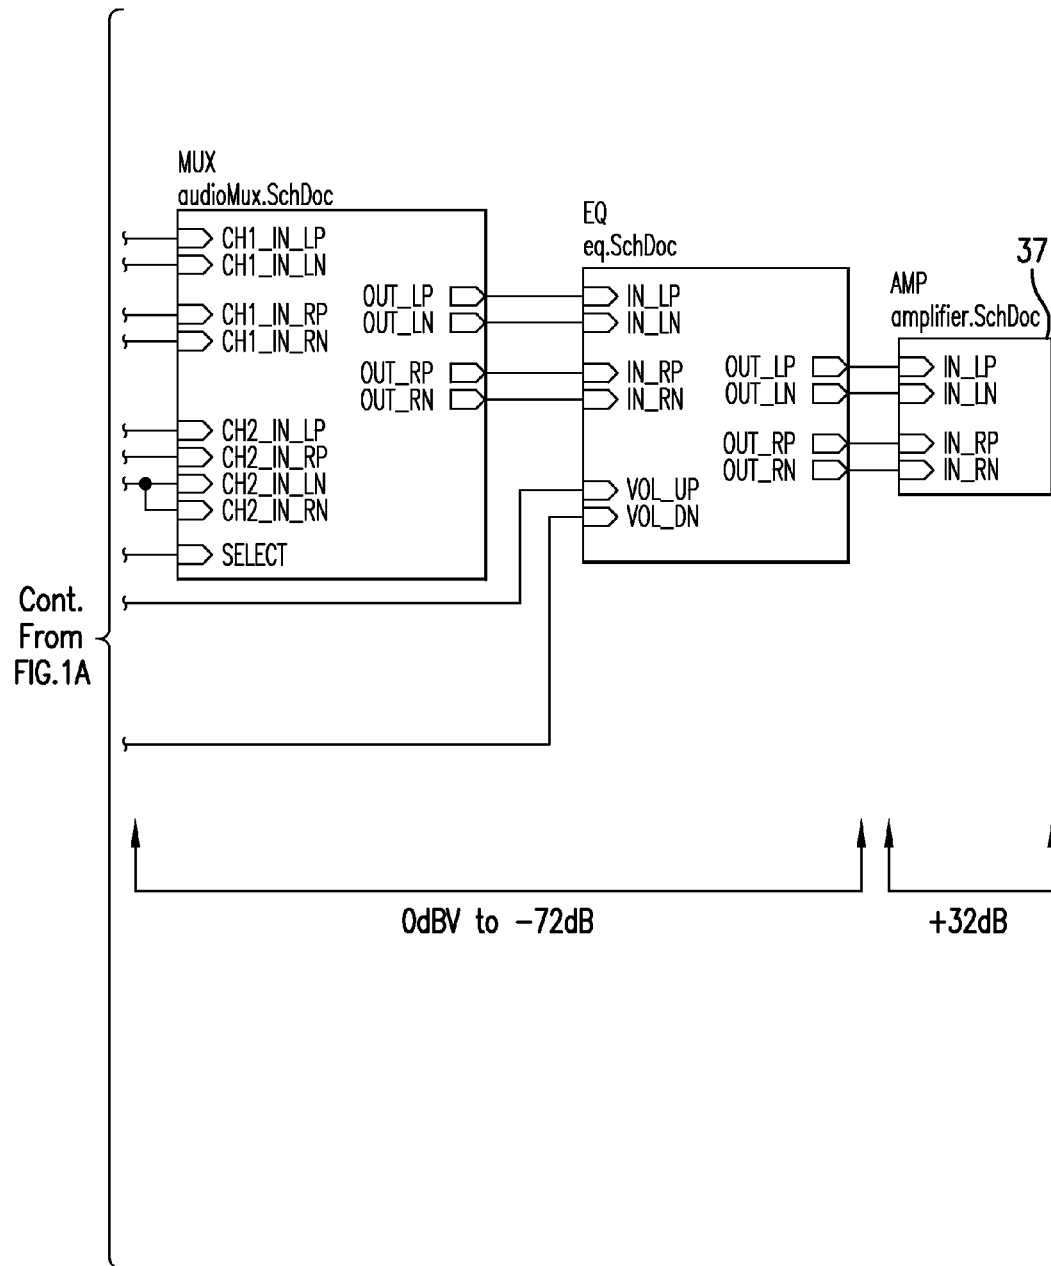 MUX
audioMux.SchDoc
CH1_IN_LP
CH1_IN_LN
CH1_IN_RP
CH1_IN_RN
CH2_IN_LP
CH2_IN_RP
CH2_IN_LN
CH2_IN_RN
SELECT
OUT_LP
OUT_LN
OUT_RP
OUT_RN
EQ
eq.SchDoc
IN_LP
IN_LN
IN_RP
IN_RN
VOL_UP
VOL_DN
OUT_LP
OUT_LN
OUT_RP
OUT_RN
37
AMP
amplifier.SchDoc
IN_LP
IN_LN
IN_RP
IN_RN
Cont.
From
FIG.1A
0dBV to -72dB
+32dB